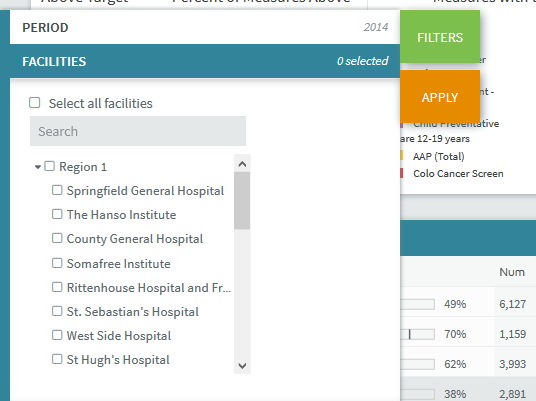 Above Target
Percent of Measures Above
Measures with
PERIOD
2014
FILTERS
FACILITIES
0 selected
APPLY
Select all facilities
Search
Region 1
Springfield General Hospital
The Hanso Institute
County General Hospital
Somafree Institute
Rittenhouse Hospital and Fr...
St. Sebastian's Hospital
West Side Hospital
St Hugh's Hospital
er
nt -
Child Preventative
are 12-19 years
AAP (Total)
Colo Cancer Screen
Num
49% 6,127
70% 1,159
62% 3,993
38% 2,891